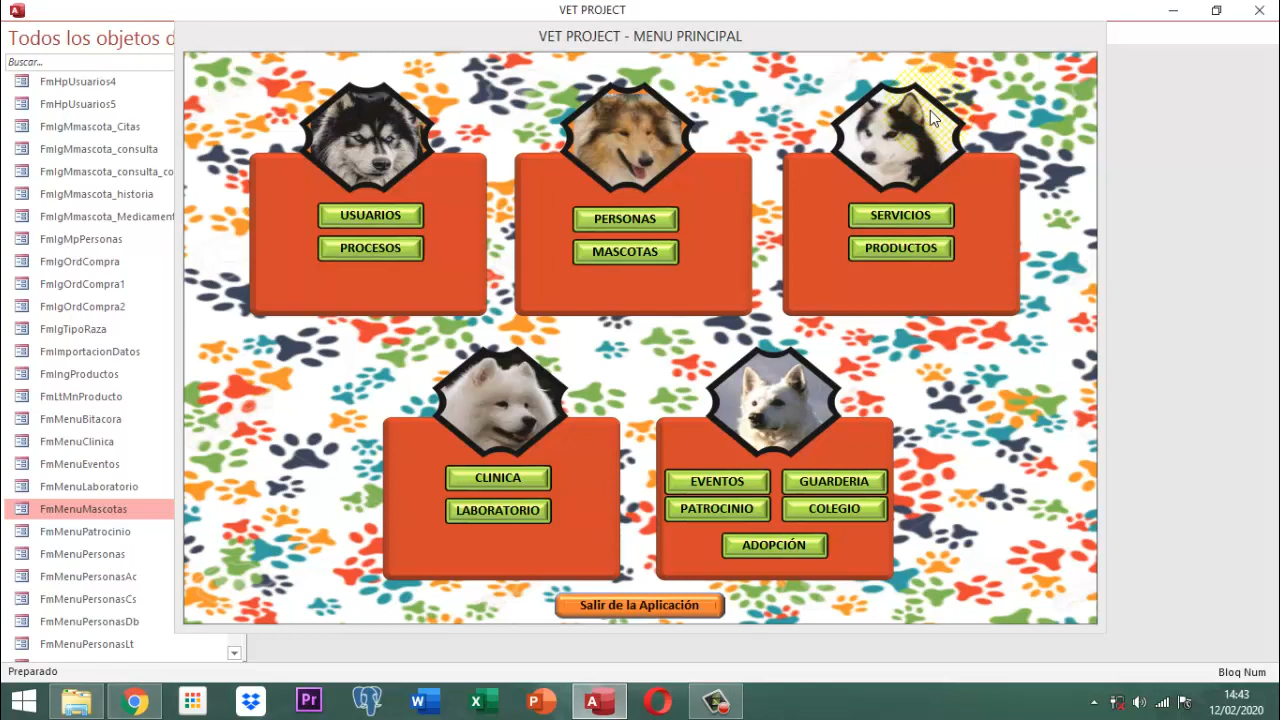 VET PROJECT
Todos los objetos d
Buscar...
FmHpUsuarios4
FmHpUsuarios5
FmIgMmascota_Citas
FmIgMmascota_consulta
FmIgMmascota_consulta_co
FmIgMmascota_historia
FmIgMmascota_Medicament
FmIgMpPersonas
FmIgOrdCompra
FmIgOrdCompra1
FmIgOrdCompra2
FmIgTipoRaza
FmImportacionDatos
FmIngProductos
FmLtMnProducto
FmMenuBitacora
FmMenuClinica
FmMenuEventos
FmMenuLaboratorio
FmMenuMascotas
FmMenuPatrocinio
FmMenuPersonas
FmMenuPersonasAc
FmMenuPersonasCs
FmMenuPersonasDb
FmMenuPersonasLt
VET PROJECT - MENU PRINCIPAL
USUARIOS
PROCESOS
PERSONAS
MASCOTAS
SERVICIOS
PRODUCTOS
CLINICA
LABORATORIO
EVENTOS
GUARDERIA
PATROCINIO
COLEGIO
ADOPCIÓN
Salir de la Aplicación
Preparado
Bloq Num
14:43
12/02/2020